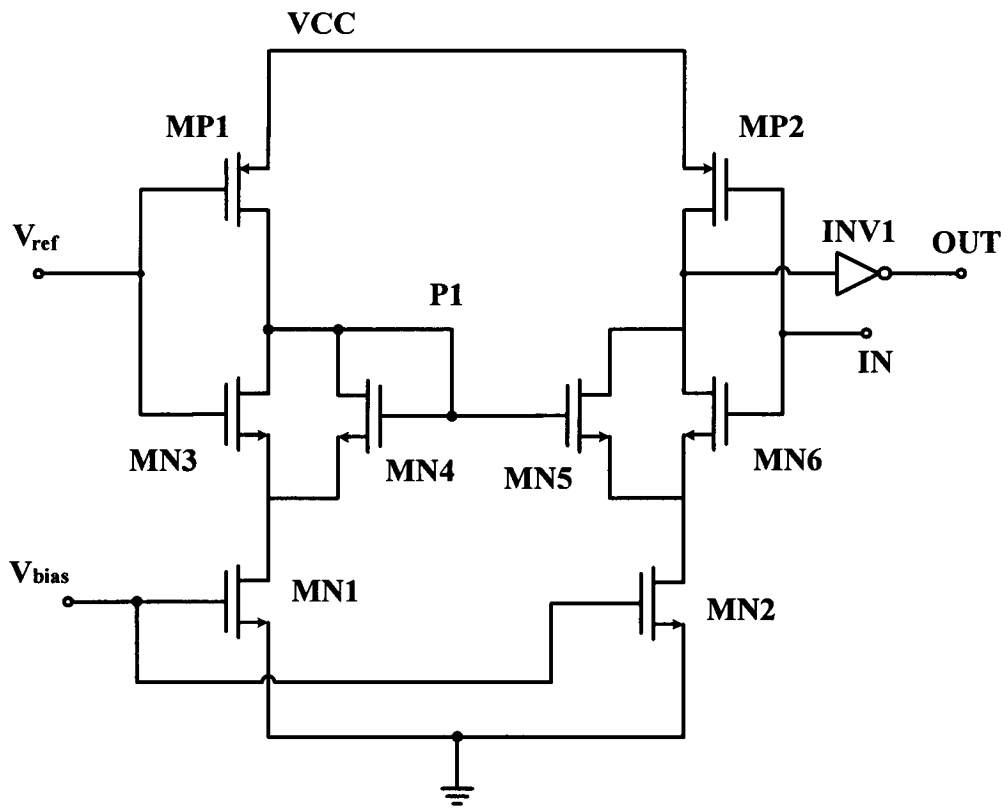 VCC
MP1
MP2
Vref
INV1
OUT
P1
IN
MN3
MN4
MN5
MN6
Vbias
MN1
MN2